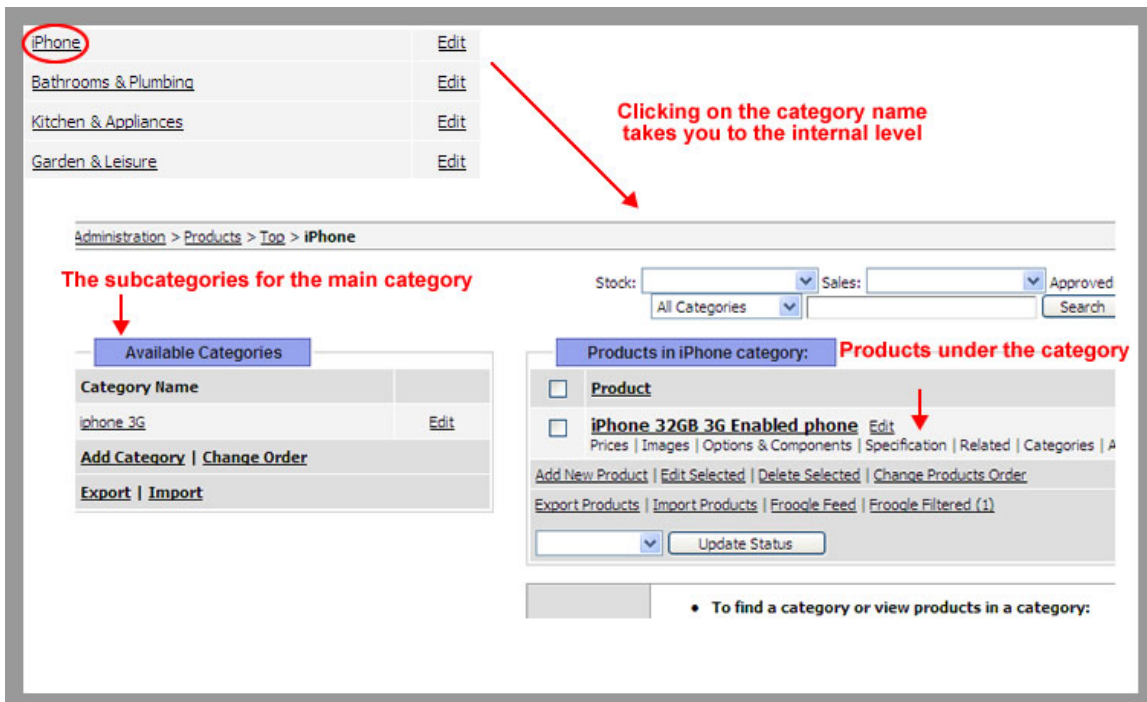 iPhone Edit
Bathrooms & Plumbing Edit
Kitchen & Appliances Edit
Garden & Leisure Edit
Clicking on the category name
takes you to the internal level
Administration > Products > Top > iPhone
The subcategories for the main category
Stock: Sales: Approved
All Categories Search
Available Categories
Category Name
iphone 3G Edit
Add Category | Change Order
Export | Import
Products in iPhone category:
Products under the category
Product
iPhone 32GB 3G Enabled phone Edit
Prices | Images | Options & Components | Specification | Related | Categories | A
Add New Product | Edit Selected | Delete Selected | Change Products Order
Export Products | Import Products | Froogle Feed | Froogle Filtered (1)
Update Status
• To find a category or view products in a category: